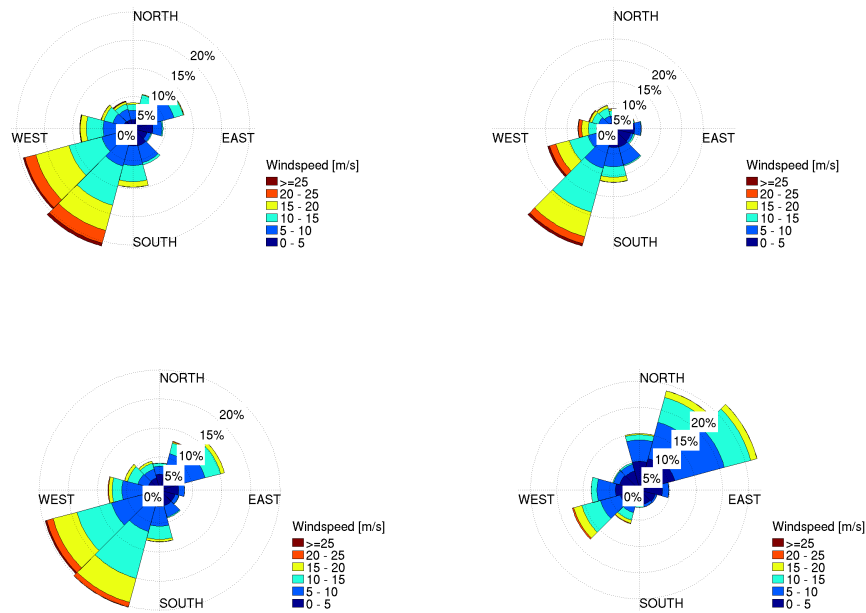 NORTH
20%
15%
10%
5%
0%
WEST
EAST
SOUTH
Windspeed [m/s]
>=25
20 - 25
15 - 20
10 - 15
5 - 10
0 - 5
NORTH
20%
15%
10%
5%
0%
WEST
EAST
SOUTH
Windspeed [m/s]
>=25
20 - 25
15 - 20
10 - 15
5 - 10
0 - 5
NORTH
20%
15%
10%
5%
0%
WEST
EAST
SOUTH
Windspeed [m/s]
>=25
20 - 25
15 - 20
10 - 15
5 - 10
0 - 5
NORTH
20%
15%
10%
5%
0%
WEST
EAST
SOUTH
Windspeed [m/s]
>=25
20 - 25
15 - 20
10 - 15
5 - 10
0 - 5